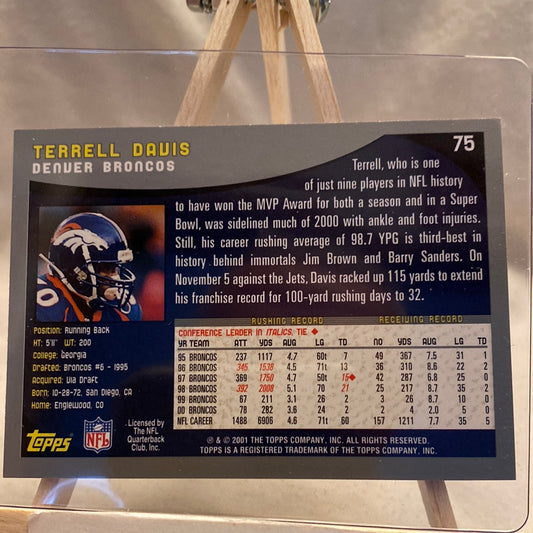 TERRELL DAVIS
DENVER BRONCOS
75
Terrell, who is one
of just nine players in NFL history
to have won the MVP Award for both a season and in a Super
Bowl, was sidelined much of 2000 with ankle and foot injuries.
Still, his career rushing average of 98.7 YPG is third-best in
history behind immortals Jim Brown and Barry Sanders. On
November 5 against the Jets, Davis racked up 115 yards to extend
his franchise record for 100-yard rushing days to 32.
Position: Running Back
HT: 5'11" WT: 200
College: Georgia
Drafted: Broncos #6 - 1995
Acquired: Via Draft
Born: 10-28-72, San Diego, CA
Home: Englewood, CO
RUSHING RECORD RECEIVING RECORD
CONFERENCE LEADER IN ITALICS, TIE ◆
YR TEAM ATT YDS AVG LG TD NO YDS AVG LG TD
95 BRONCOS 237 1117 4.7 60t 7 49 367 7.5 31 1
96 BRONCOS 345 1538 4.5 71t 13 36 310 8.6 22 2
97 BRONCOS 369 1750 4.7 50t 15◆ 42 287 6.8 25 0
98 BRONCOS 392 2008 5.1 70 21 25 217 8.7 35 2
99 BRONCOS 67 211 3.1 26 2 3 26 8.7 10 0
00 BRONCOS 78 282 3.6 24 2 2 4 2.0 5 0
NFL CAREER 1488 6906 4.6 71t 60 157 1211 7.7 35 5
Topps
NFL
Licensed by
The NFL
Quarterback
Club, Inc.
® & © 2001 THE TOPPS COMPANY, INC. ALL RIGHTS RESERVED.
TOPPS IS A REGISTERED TRADEMARK OF THE TOPPS COMPANY, INC.